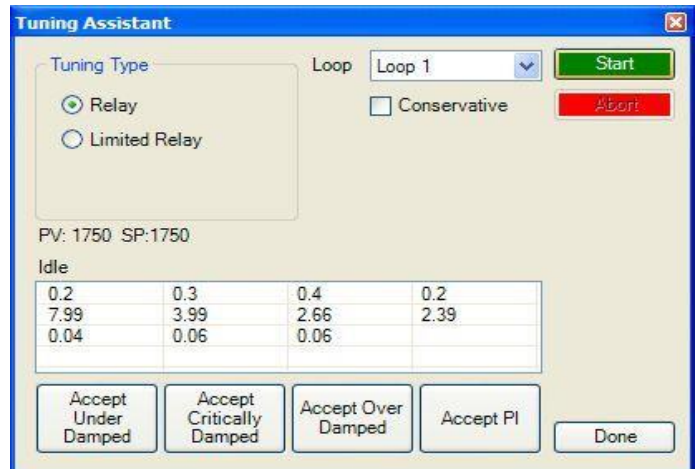 Tuning Assistant
Tuning Type
Loop Loop 1 Start
Relay Conservative Abort
Limited Relay
PV: 1750 SP:1750
Idle
0.2 0.3 0.4 0.2
7.99 3.99 2.66 2.39
0.04 0.06 0.06
Accept Under Damped
Accept Critically Damped
Accept Over Damped
Accept PI
Done